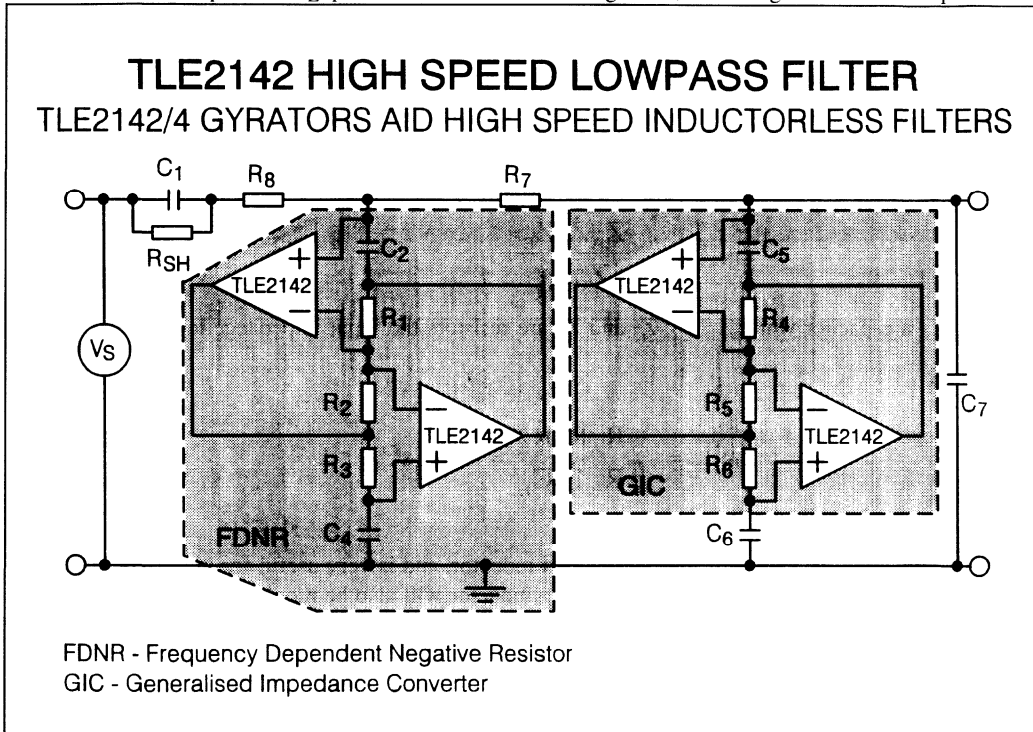 TLE2142 HIGH SPEED LOWPASS FILTER
TLE2142/4 GYRATORS AID HIGH SPEED INDUCTORLESS FILTERS
C1
R8
R7
RSH
C2
C5
+
TLE2142
−
+
TLE2142
−
R1
R4
VS
R2
−
TLE2142
+
R5
−
TLE2142
+
C7
R3
R6
GIC
FDNR
C4
C6
FDNR - Frequency Dependent Negative Resistor
GIC - Generalised Impedance Converter